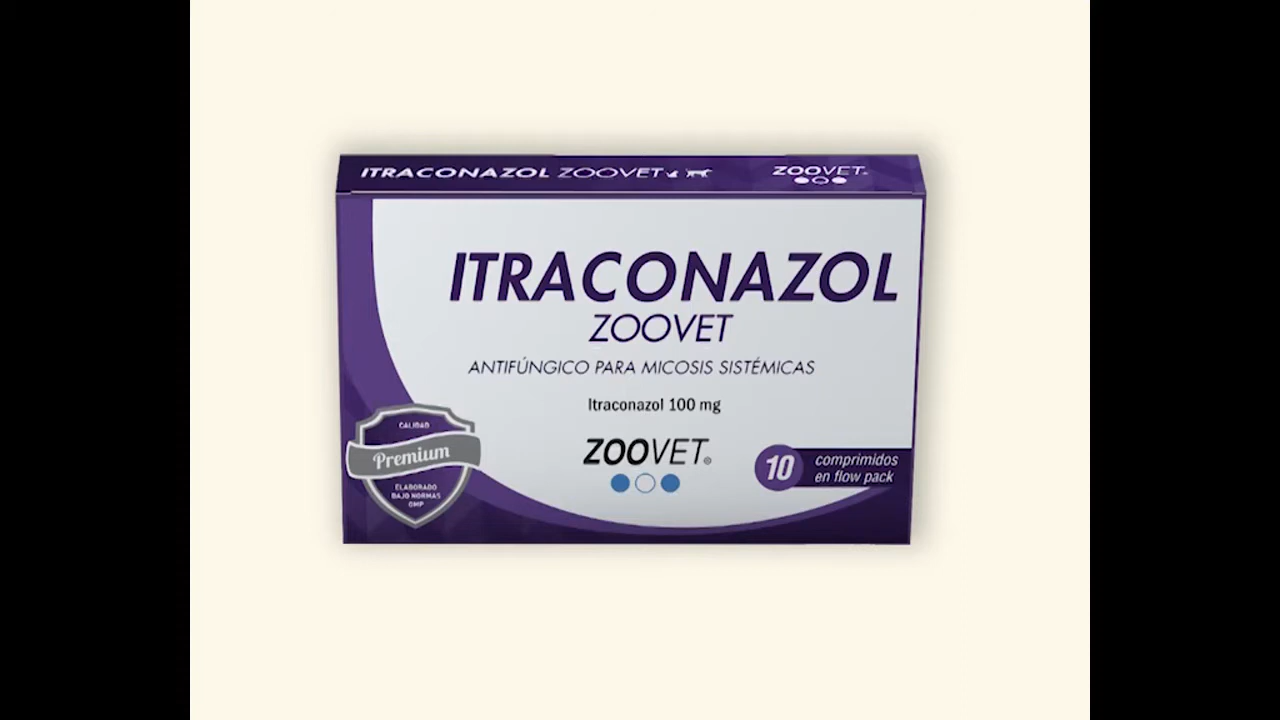 ITRACONAZOL ZOOVET
ZOOVET®
ITRACONAZOL
ZOOVET
ANTIFÚNGICO PARA MICOSIS SISTÉMICAS
Itraconazol 100 mg
ZOOVET®
10 comprimidos
en flow pack
CALIDAD
Premium
ELABORADO
BAJO NORMAS
GMP